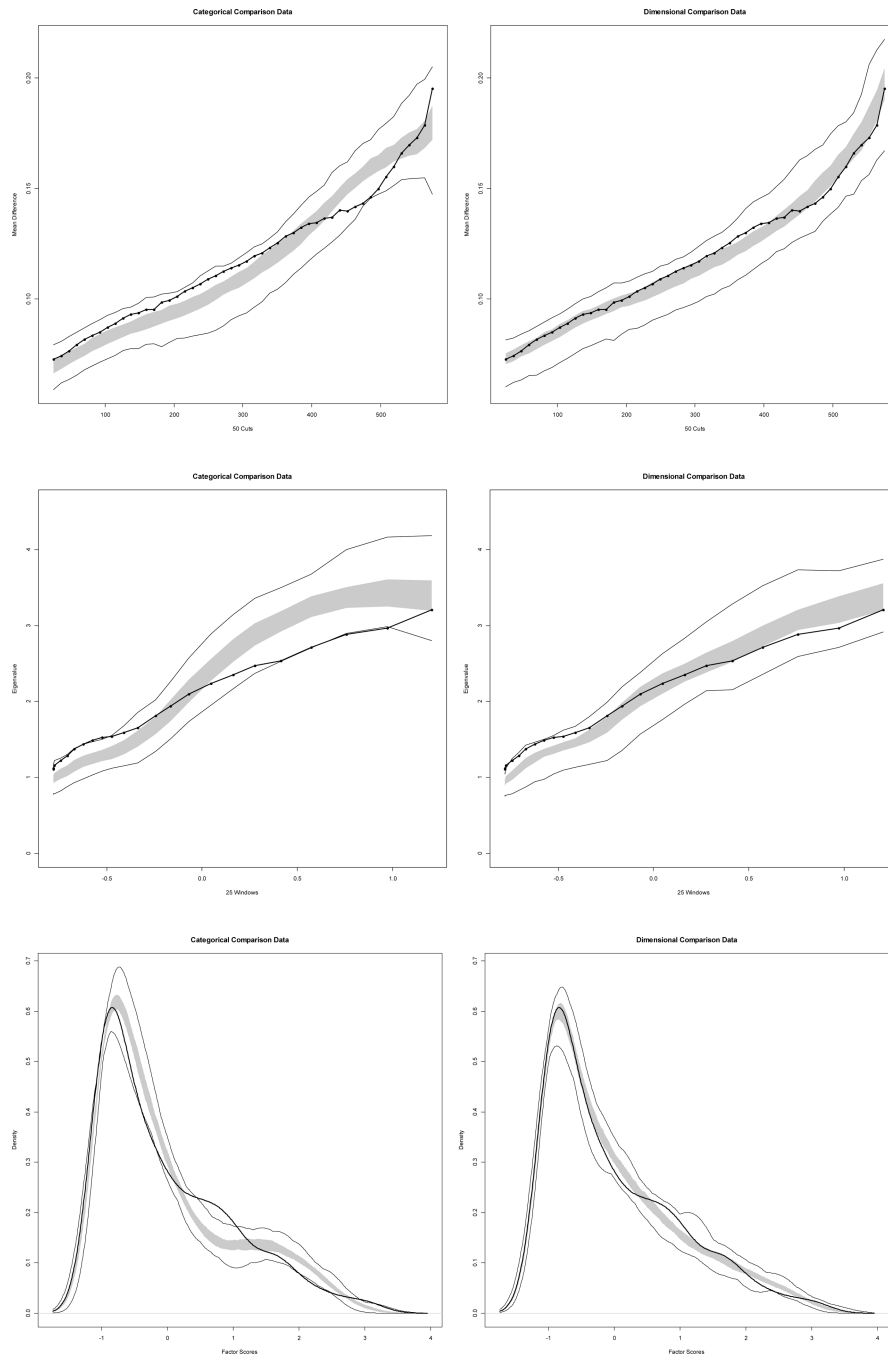 Categorical Comparison Data
Mean Difference
0.20
0.15
0.10
100 200 300 400 500
50 Cuts
Dimensional Comparison Data
Mean Difference
0.20
0.15
0.10
100 200 300 400 500
50 Cuts
Categorical Comparison Data
Eigenvalue
4
3
2
1
0
-0.5 0.0 0.5 1.0
25 Windows
Dimensional Comparison Data
Eigenvalue
4
3
2
1
0
-0.5 0.0 0.5 1.0
25 Windows
Categorical Comparison Data
Density
0.7
0.6
0.5
0.4
0.3
0.2
0.1
0.0
-1 0 1 2 3 4
Factor Scores
Dimensional Comparison Data
Density
0.7
0.6
0.5
0.4
0.3
0.2
0.1
0.0
-1 0 1 2 3 4
Factor Scores